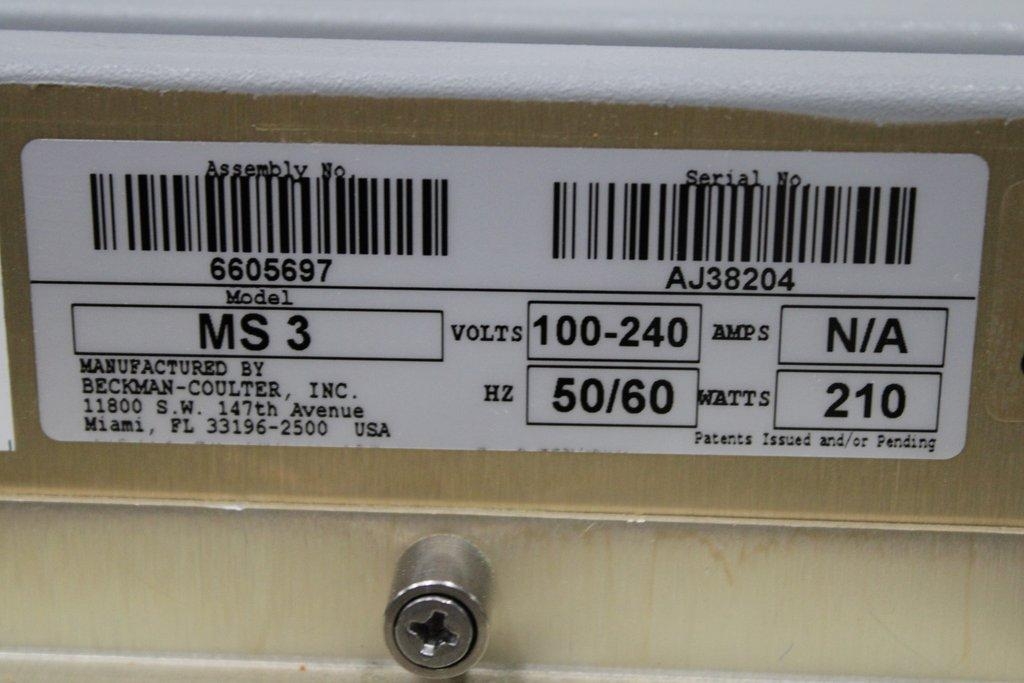 Assembly No.
6605697
Serial No.
AJ38204
Model
MS 3
MANUFACTURED BY
BECKMAN-COULTER, INC.
11800 S.W. 147th Avenue
Miami, FL 33196-2500 USA
VOLTS 100-240 AMPS N/A
HZ 50/60 WATTS 210
Patents Issued and/or Pending